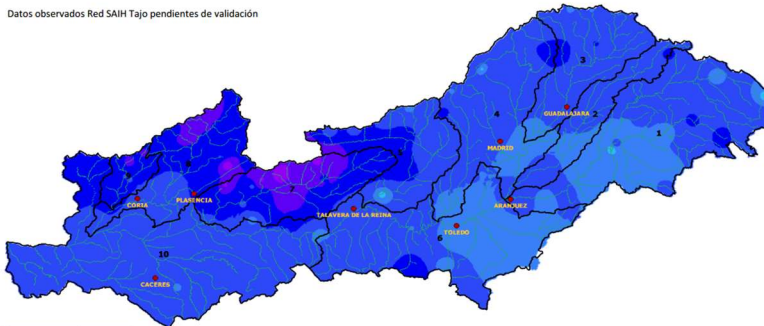 Datos observados Red SAIH Tajo pendientes de validación
3
GUADALAJARA
4
2
1
MADRID
5
8
9
7
PLASENCIA
CORIA
ARANJUEZ
TALAVERA DE LA REINA
TOLEDO
6
10
CACERES